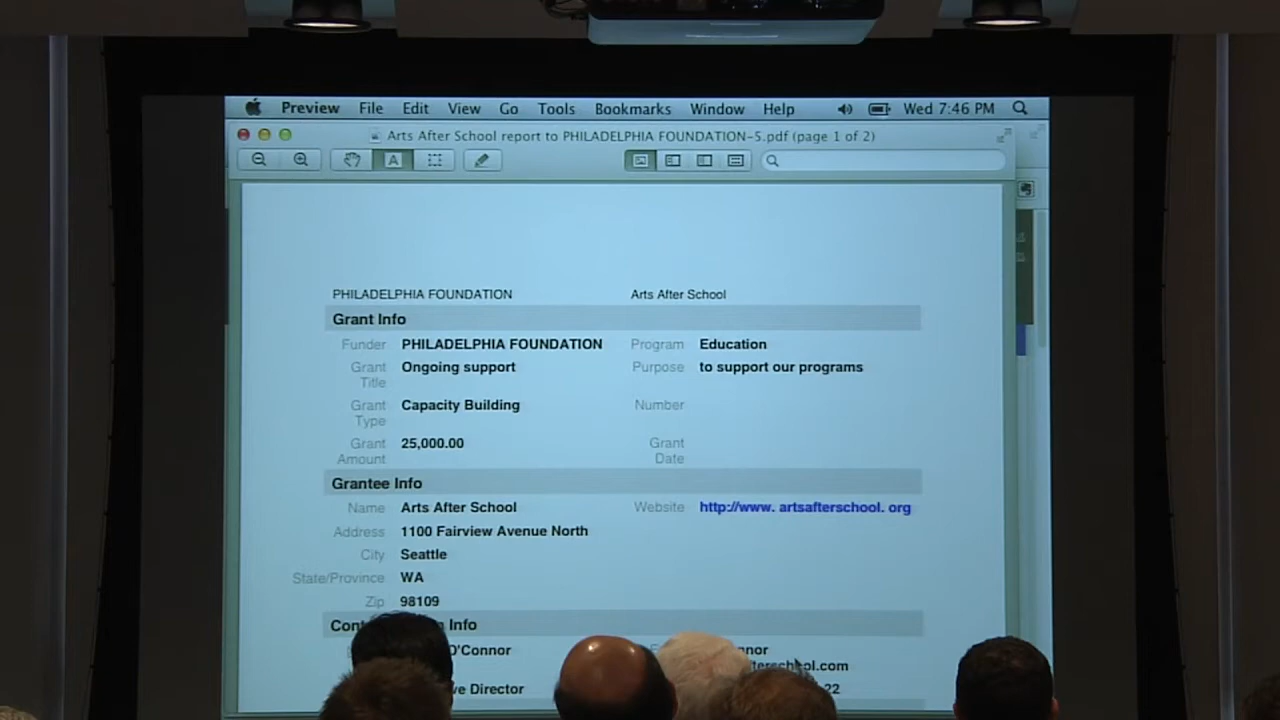 Preview File Edit View Go Tools Bookmarks Window Help Wed 7:46 PM
Arts After School report to PHILADELPHIA FOUNDATION-5.pdf (page 1 of 2)
A
PHILADELPHIA FOUNDATION Arts After School
Grant Info
Funder PHILADELPHIA FOUNDATION Program Education
Grant Title Ongoing support Purpose to support our programs
Grant Type Capacity Building Number
Grant Amount 25,000.00 Grant Date
Grantee Info
Name Arts After School Website http://www. artsafterschool. org
Address 1100 Fairview Avenue North
City Seattle
State/Province WA
Zip 98109
Info
O'Connor
.com
Director 22